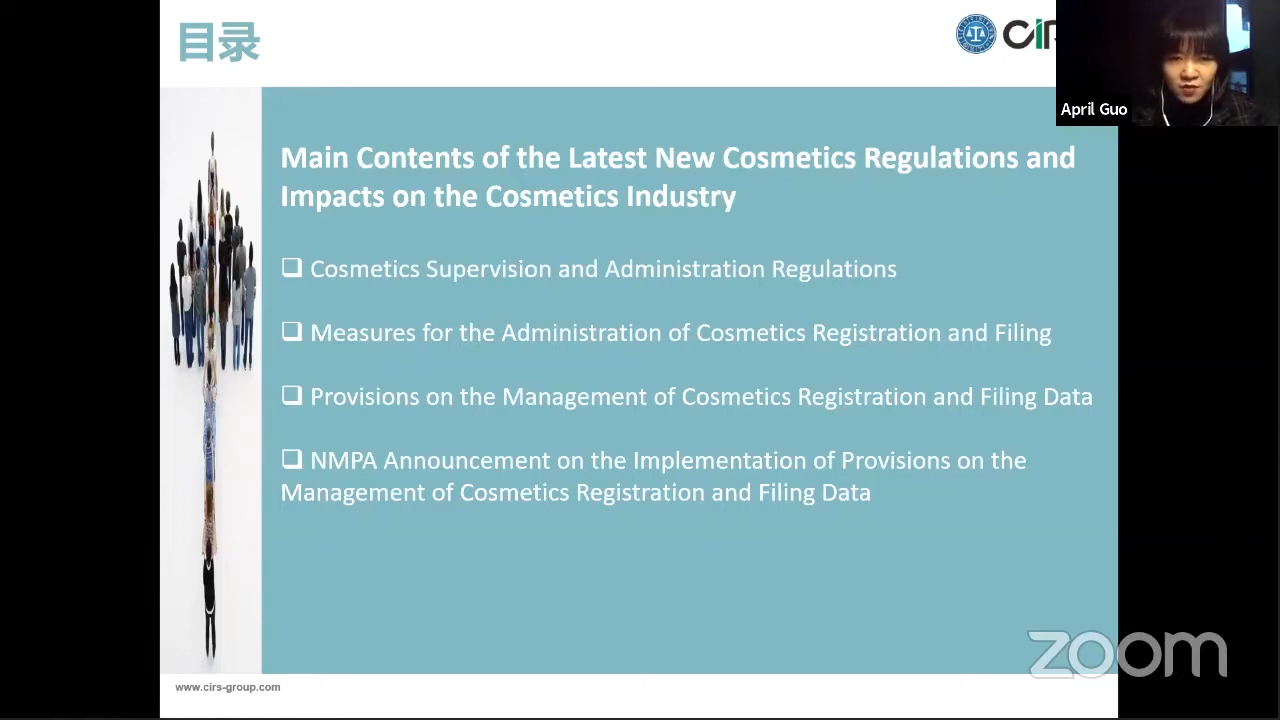 目录
CIRS
April Guo
Main Contents of the Latest New Cosmetics Regulations and
Impacts on the Cosmetics Industry
❑ Cosmetics Supervision and Administration Regulations
❑ Measures for the Administration of Cosmetics Registration and Filing
❑ Provisions on the Management of Cosmetics Registration and Filing Data
❑ NMPA Announcement on the Implementation of Provisions on the
Management of Cosmetics Registration and Filing Data
zoom
www.cirs-group.com